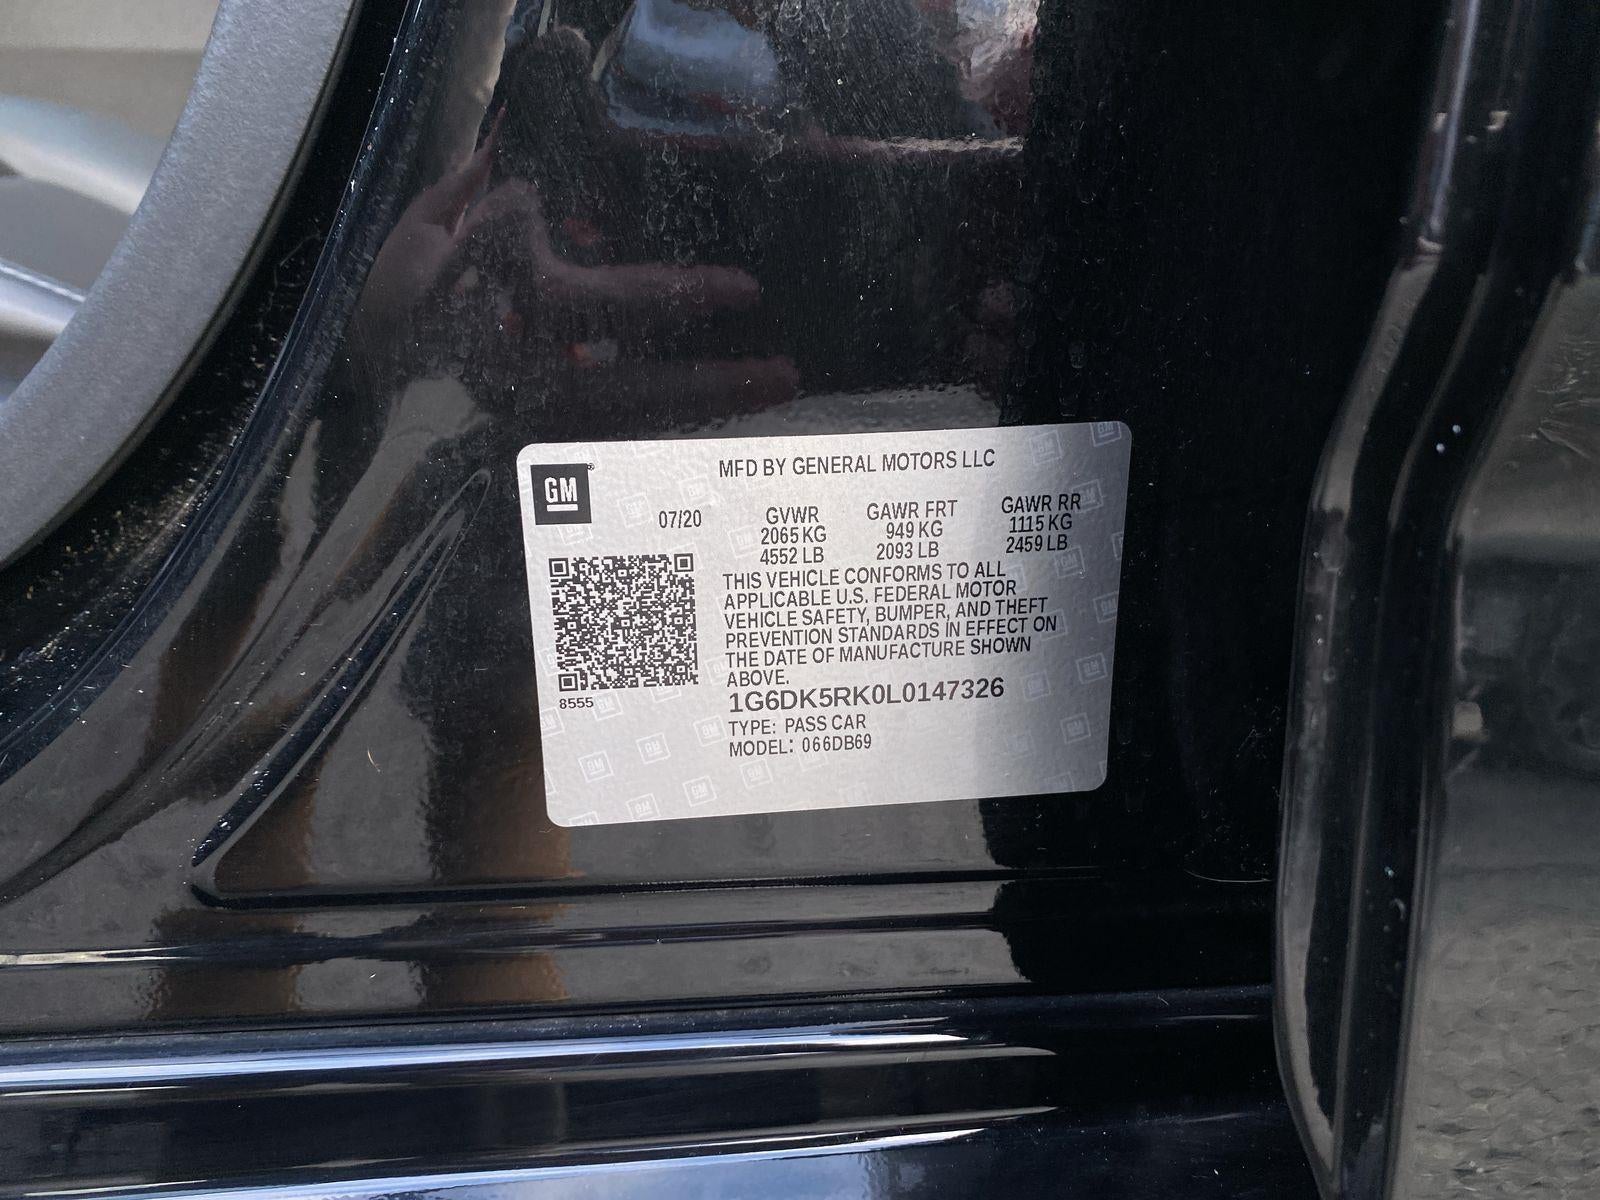 GM
MFD BY GENERAL MOTORS LLC
07/20
GVWR
2065 KG
4552 LB
GAWR FRT
949 KG
2093 LB
GAWR RR
1115 KG
2459 LB
THIS VEHICLE CONFORMS TO ALL
APPLICABLE U.S. FEDERAL MOTOR
VEHICLE SAFETY, BUMPER, AND THEFT
PREVENTION STANDARDS IN EFFECT ON
THE DATE OF MANUFACTURE SHOWN
ABOVE.
8555
1G6DK5RK0L0147326
TYPE: PASS CAR
MODEL: 066DB69